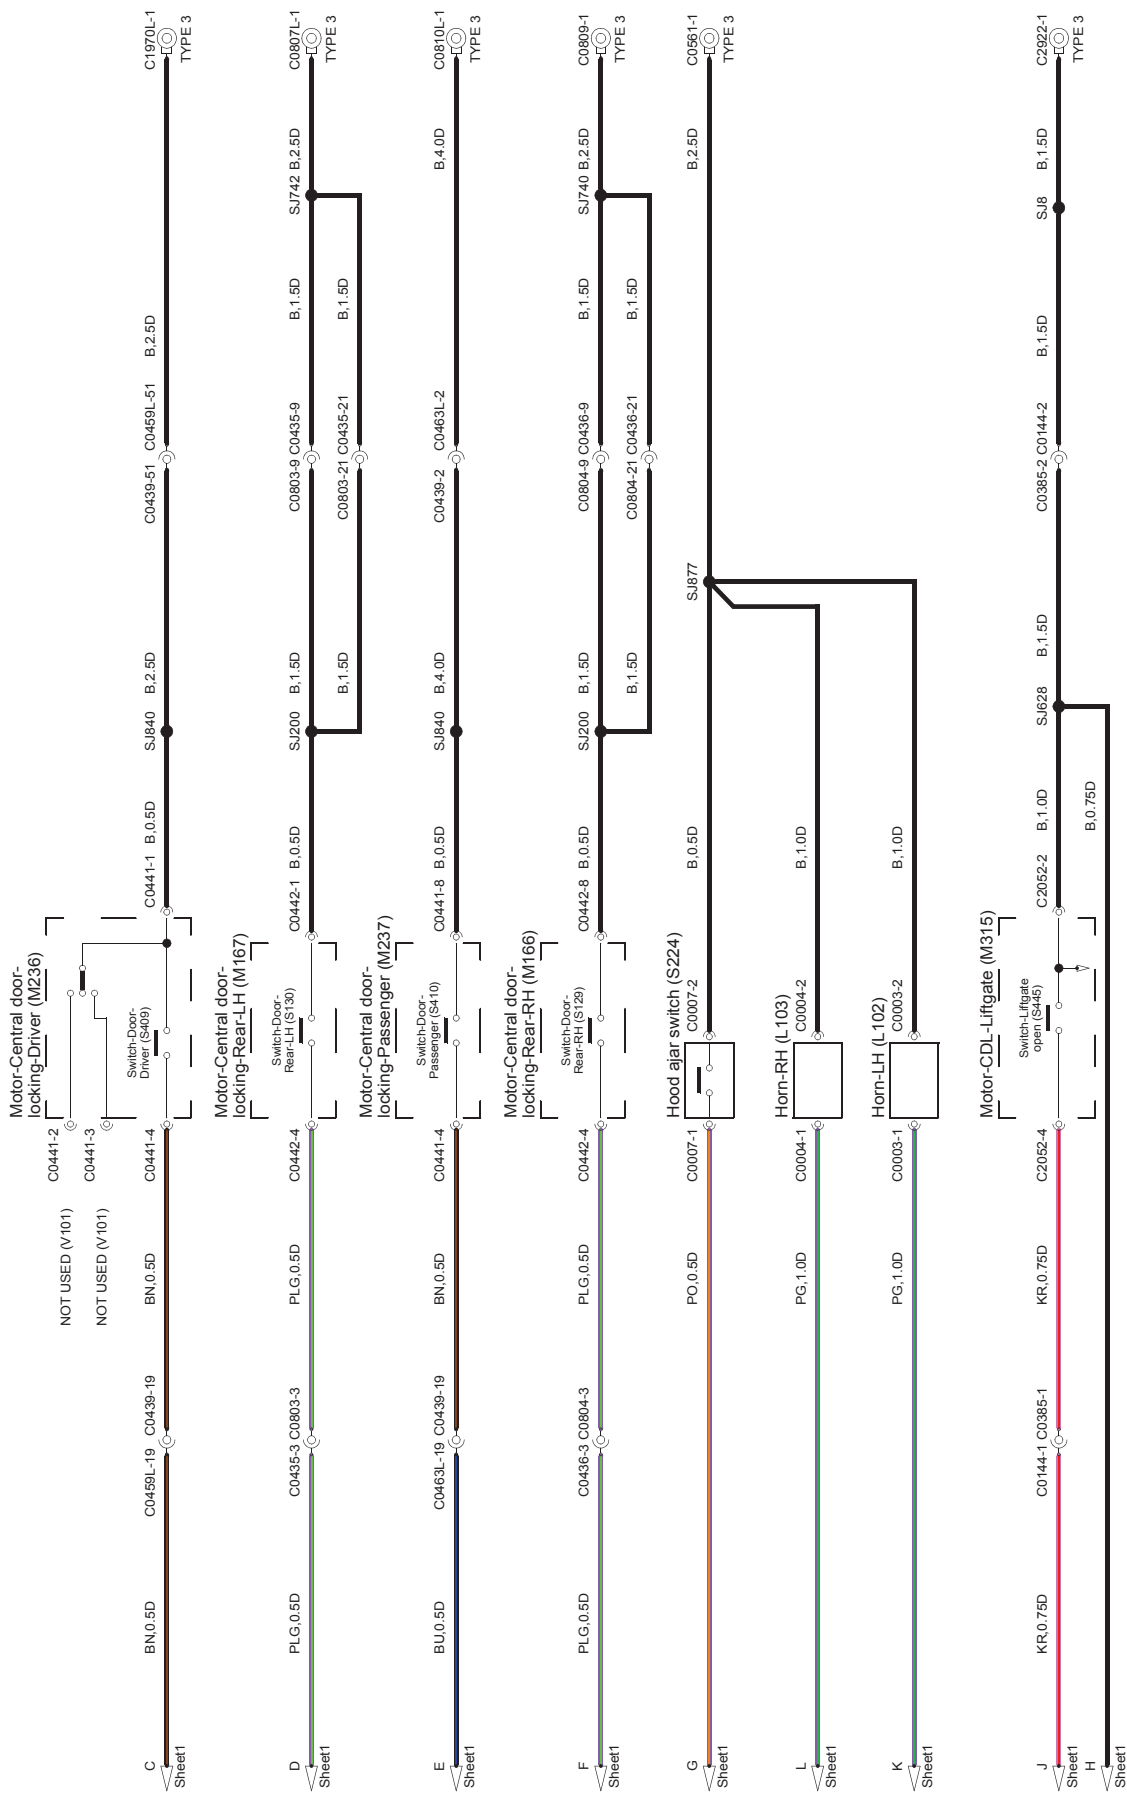 C1970L-1
TYPE 3
B,2.5D
C0459L-51
C0439-51
B,2.5D
SJ840
B,0.5D
C0441-1
Motor-Central door-
locking-Driver (M236)
Switch-Door-
Driver (S409)
C0441-2
C0441-3
C0441-4
NOT USED (V101)
NOT USED (V101)
BN,0.5D
C0439-19
C0459L-19
BN,0.5D
C
Sheet1
C0807L-1
TYPE 3
B,2.5D
SJ742
B,1.5D
B,1.5D
C0435-9
C0803-9
C0435-21
C0803-21
B,1.5D
B,1.5D
SJ200
B,0.5D
C0442-1
Motor-Central door-
locking-Rear-LH (M167)
Switch-Door-
Rear-LH (S130)
C0442-4
PLG,0.5D
C0803-3
C0435-3
PLG,0.5D
D
Sheet1
C0810L-1
TYPE 3
B,4.0D
C0463L-2
C0439-2
B,4.0D
SJ840
B,0.5D
C0441-8
Motor-Central door-
locking-Passenger (M237)
Switch-Door-
Passenger (S410)
C0441-4
BN,0.5D
C0439-19
C0463L-19
BU,0.5D
E
Sheet1
C0809-1
TYPE 3
B,2.5D
SJ740
B,1.5D
B,1.5D
C0436-9
C0804-9
C0436-21
C0804-21
B,1.5D
B,1.5D
SJ200
B,0.5D
C0442-8
Motor-Central door-
locking-Rear-RH (M166)
Switch-Door-
Rear-RH (S129)
C0442-4
PLG,0.5D
C0804-3
C0436-3
PLG,0.5D
F
Sheet1
C0561-1
TYPE 3
B,2.5D
SJ877
B,0.5D
C0007-2
Hood ajar switch (S224)
C0007-1
PO,0.5D
G
Sheet1
B,1.0D
C0004-2
Horn-RH (L103)
C0004-1
PG,1.0D
L
Sheet1
B,1.0D
C0003-2
Horn-LH (L102)
C0003-1
PG,1.0D
K
Sheet1
C2922-1
TYPE 3
B,1.5D
SJ8
B,1.5D
C0144-2
C0385-2
B,1.5D
SJ628
B,1.0D
B,0.75D
C2052-2
Motor-CDL-Liftgate (M315)
Switch-Liftgate
open (S445)
C2052-4
KR,0.75D
C0385-1
C0144-1
KR,0.75D
J
Sheet1
H
Sheet1